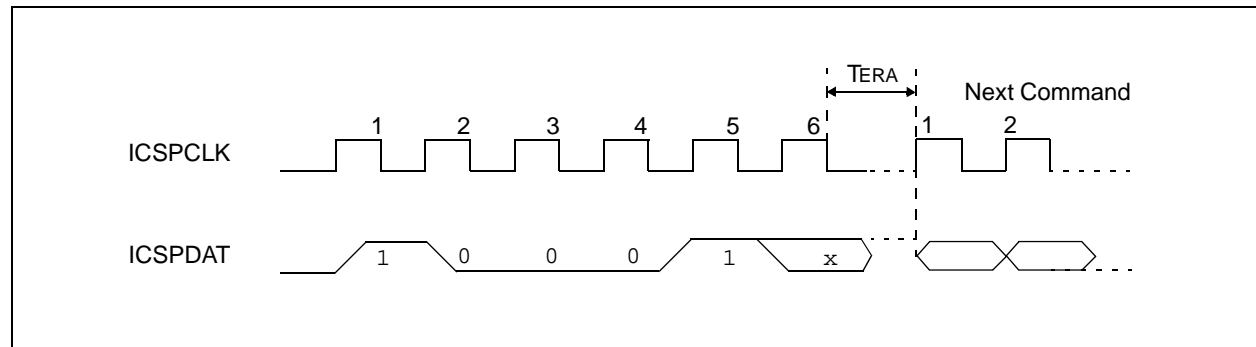 TERA
Next Command
1 2 3 4 5 6 1 2
ICSPCLK
ICSPDAT
1 0 0 0 1 x